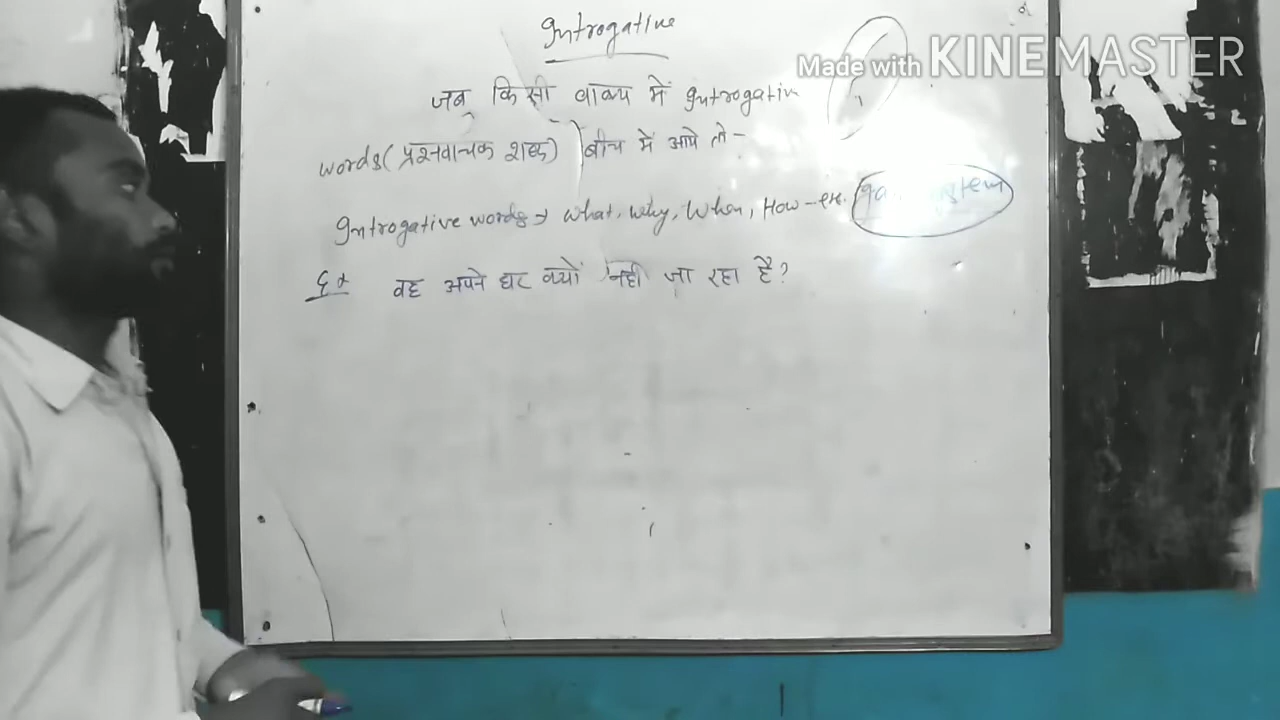 Introgative
Made with KINEMASTER
जब किसी वाक्य में Introgative
words (प्रश्नवाचक शब्द) बीच में आये तो -
Introgative words → What, Why, When, How - etc.
Ex वह अपने घर क्यों नही जा रहा है?